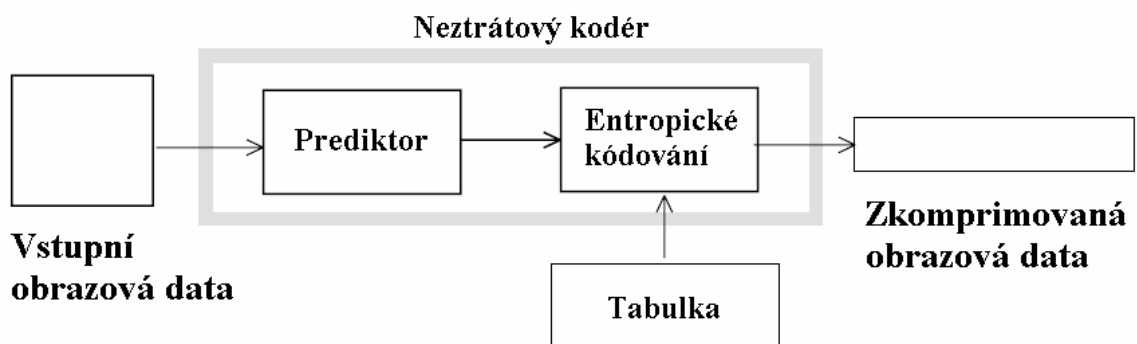 Neztrátový kodér
Prediktor
Entropické
kódování
Vstupní
obrazová data
Zkomprimovaná
obrazová data
Tabulka